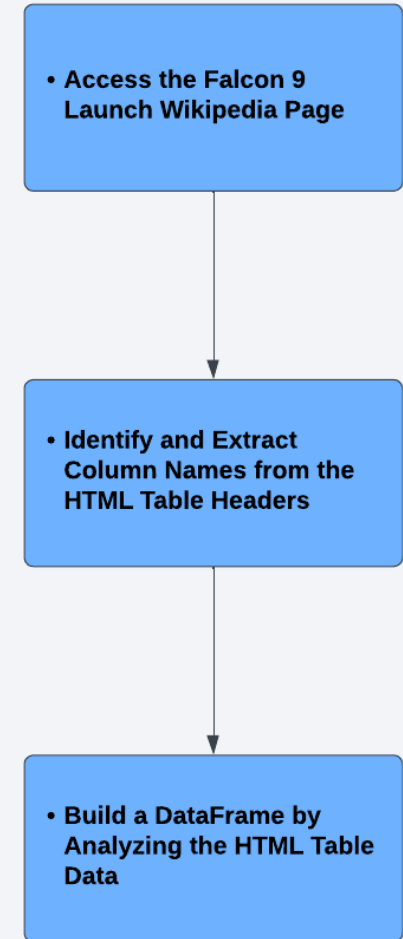 • Access the Falcon 9
Launch Wikipedia Page
• Identify and Extract
Column Names from the
HTML Table Headers
• Build a DataFrame by
Analyzing the HTML Table
Data